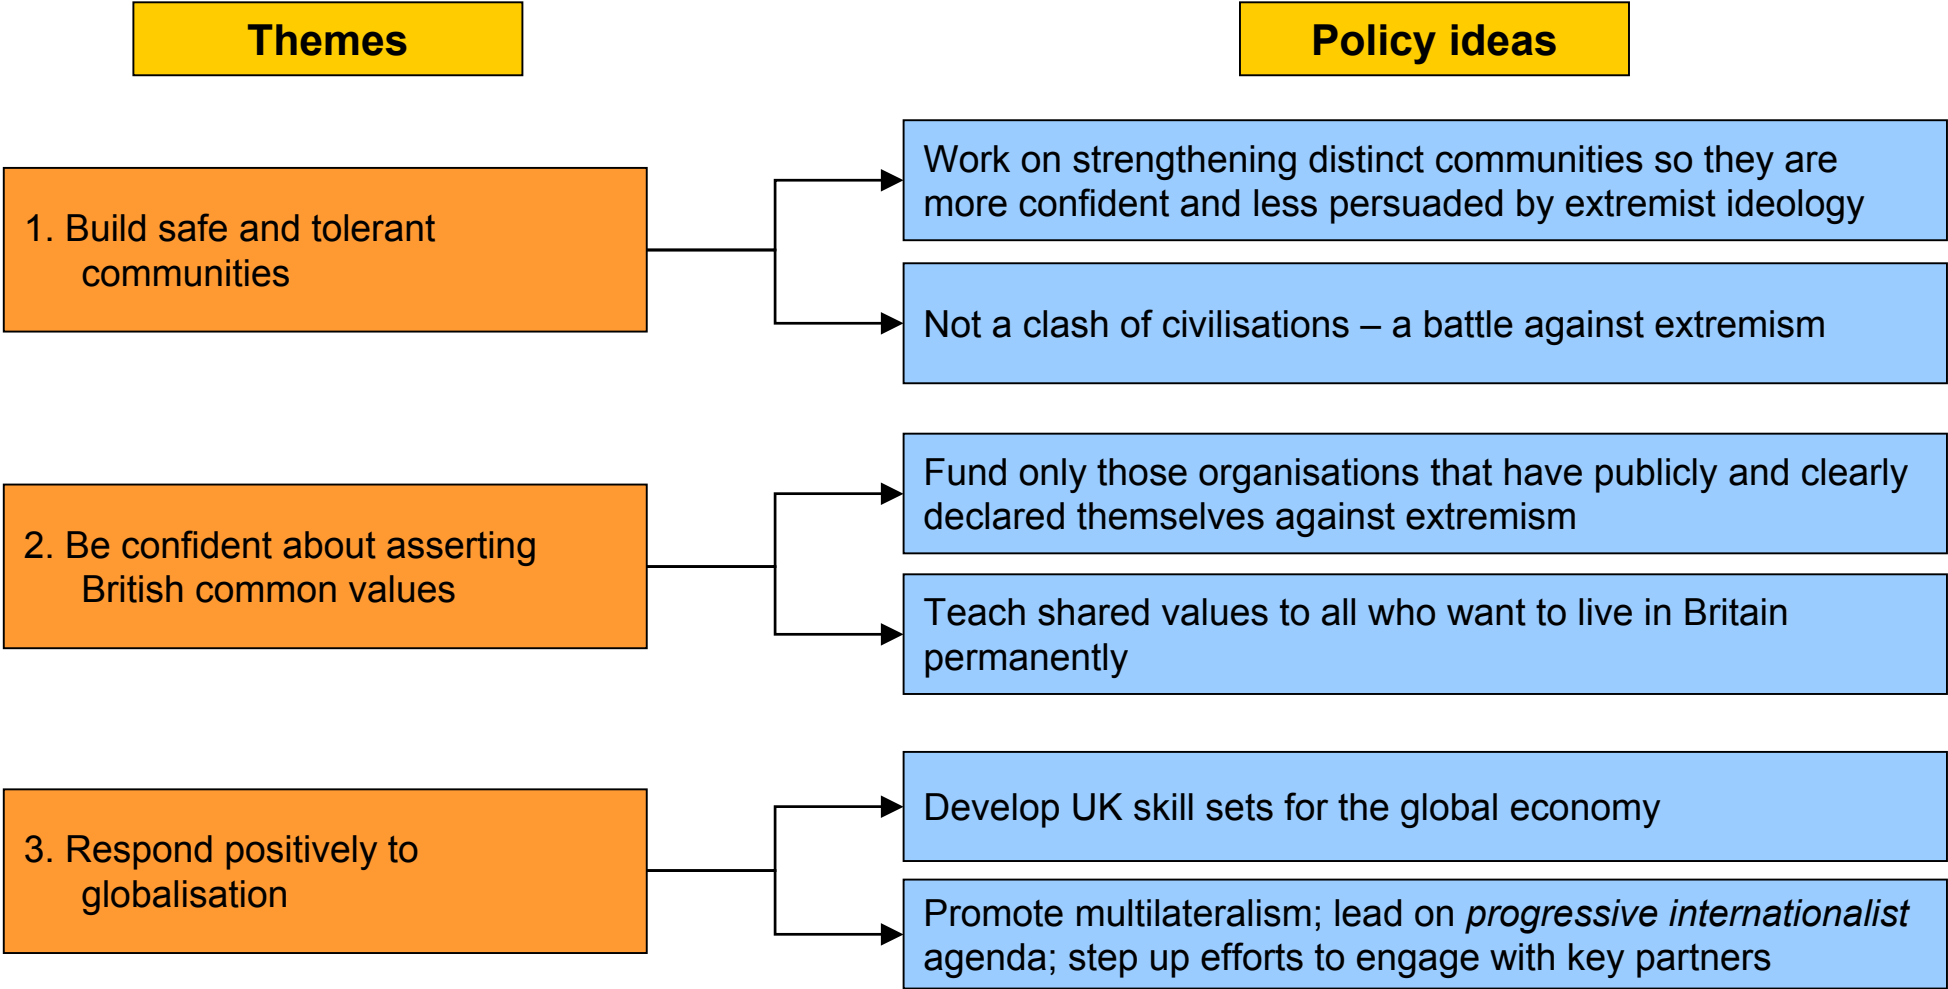 Themes
Policy ideas
1. Build safe and tolerant
communities
Work on strengthening distinct communities so they are
more confident and less persuaded by extremist ideology
Not a clash of civilisations – a battle against extremism
2. Be confident about asserting
British common values
Fund only those organisations that have publicly and clearly
declared themselves against extremism
Teach shared values to all who want to live in Britain
permanently
3. Respond positively to
globalisation
Develop UK skill sets for the global economy
Promote multilateralism; lead on progressive internationalist
agenda; step up efforts to engage with key partners